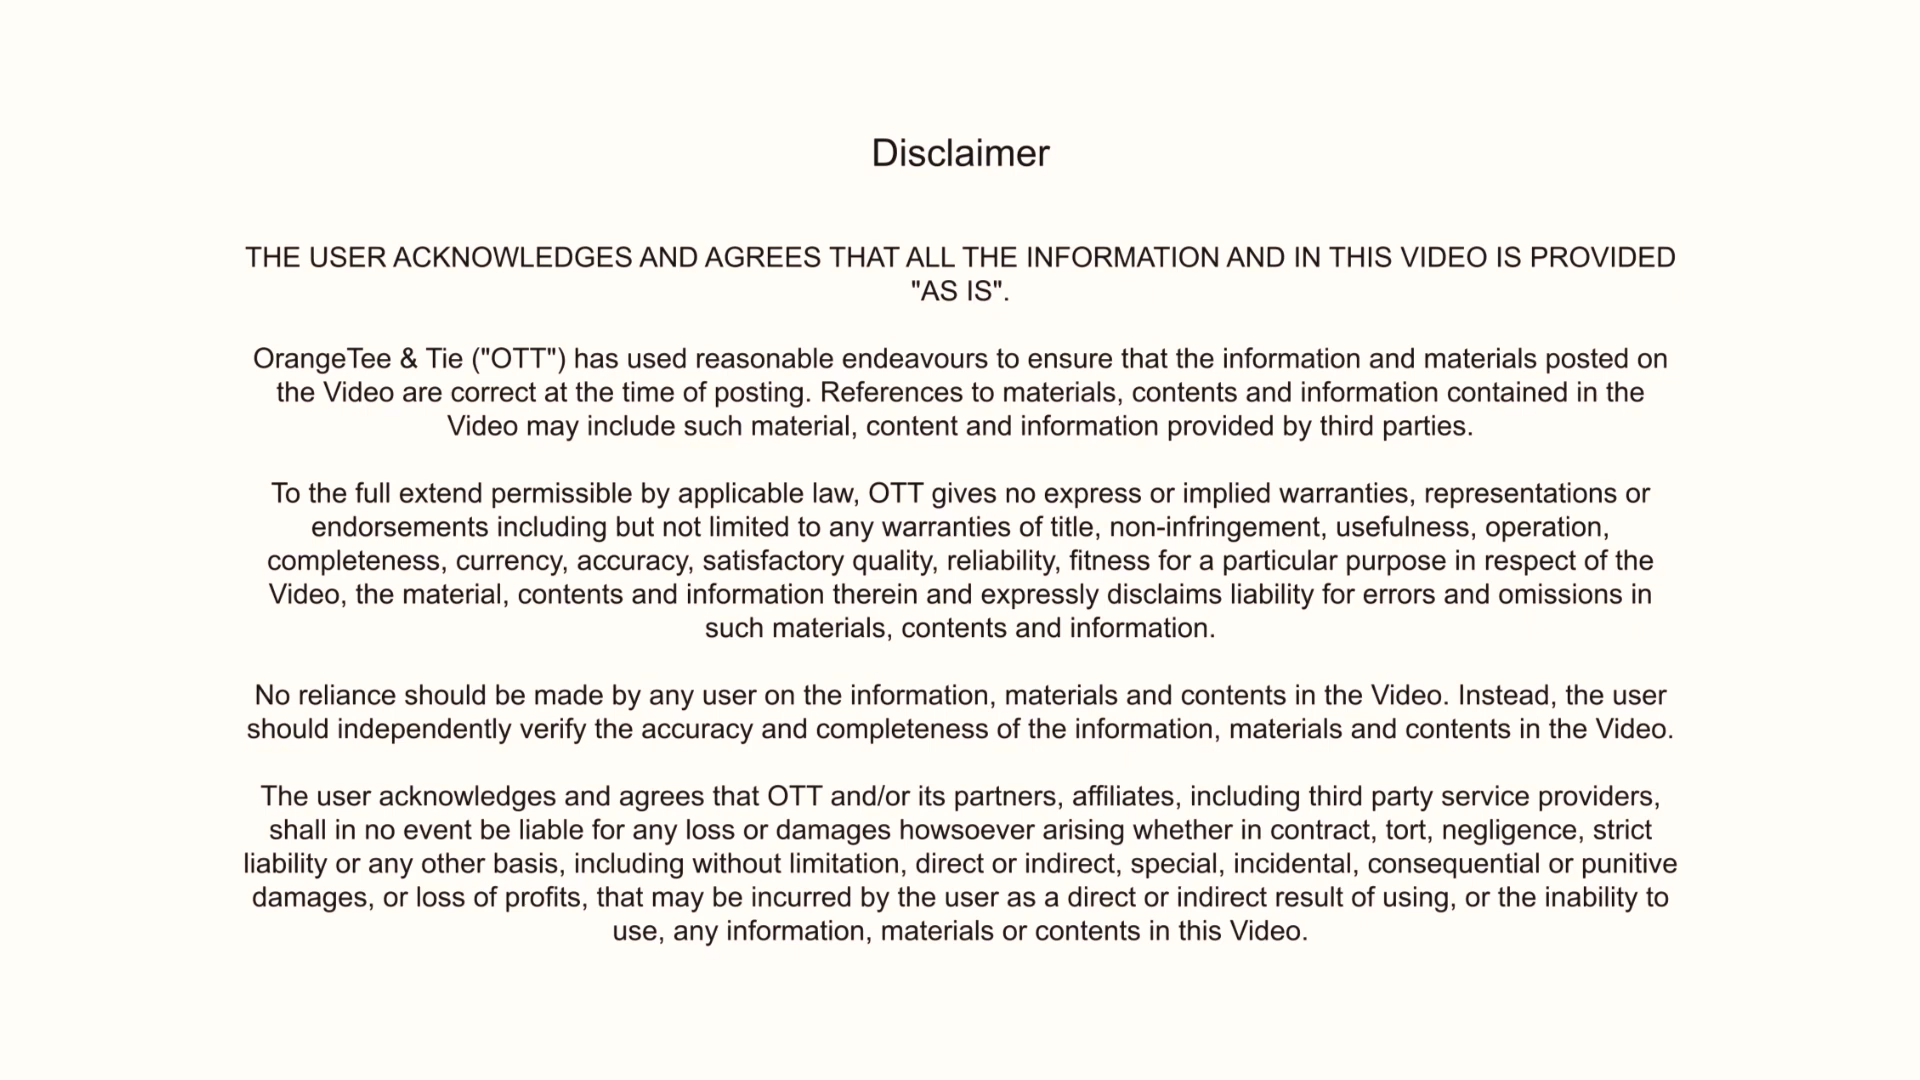 Disclaimer
THE USER ACKNOWLEDGES AND AGREES THAT ALL THE INFORMATION AND IN THIS VIDEO IS PROVIDED
"AS IS".
OrangeTee & Tie ("OTT") has used reasonable endeavours to ensure that the information and materials posted on
the Video are correct at the time of posting. References to materials, contents and information contained in the
Video may include such material, content and information provided by third parties.
To the full extend permissible by applicable law, OTT gives no express or implied warranties, representations or
endorsements including but not limited to any warranties of title, non-infringement, usefulness, operation,
completeness, currency, accuracy, satisfactory quality, reliability, fitness for a particular purpose in respect of the
Video, the material, contents and information therein and expressly disclaims liability for errors and omissions in
such materials, contents and information.
No reliance should be made by any user on the information, materials and contents in the Video. Instead, the user
should independently verify the accuracy and completeness of the information, materials and contents in the Video.
The user acknowledges and agrees that OTT and/or its partners, affiliates, including third party service providers,
shall in no event be liable for any loss or damages howsoever arising whether in contract, tort, negligence, strict
liability or any other basis, including without limitation, direct or indirect, special, incidental, consequential or punitive
damages, or loss of profits, that may be incurred by the user as a direct or indirect result of using, or the inability to
use, any information, materials or contents in this Video.